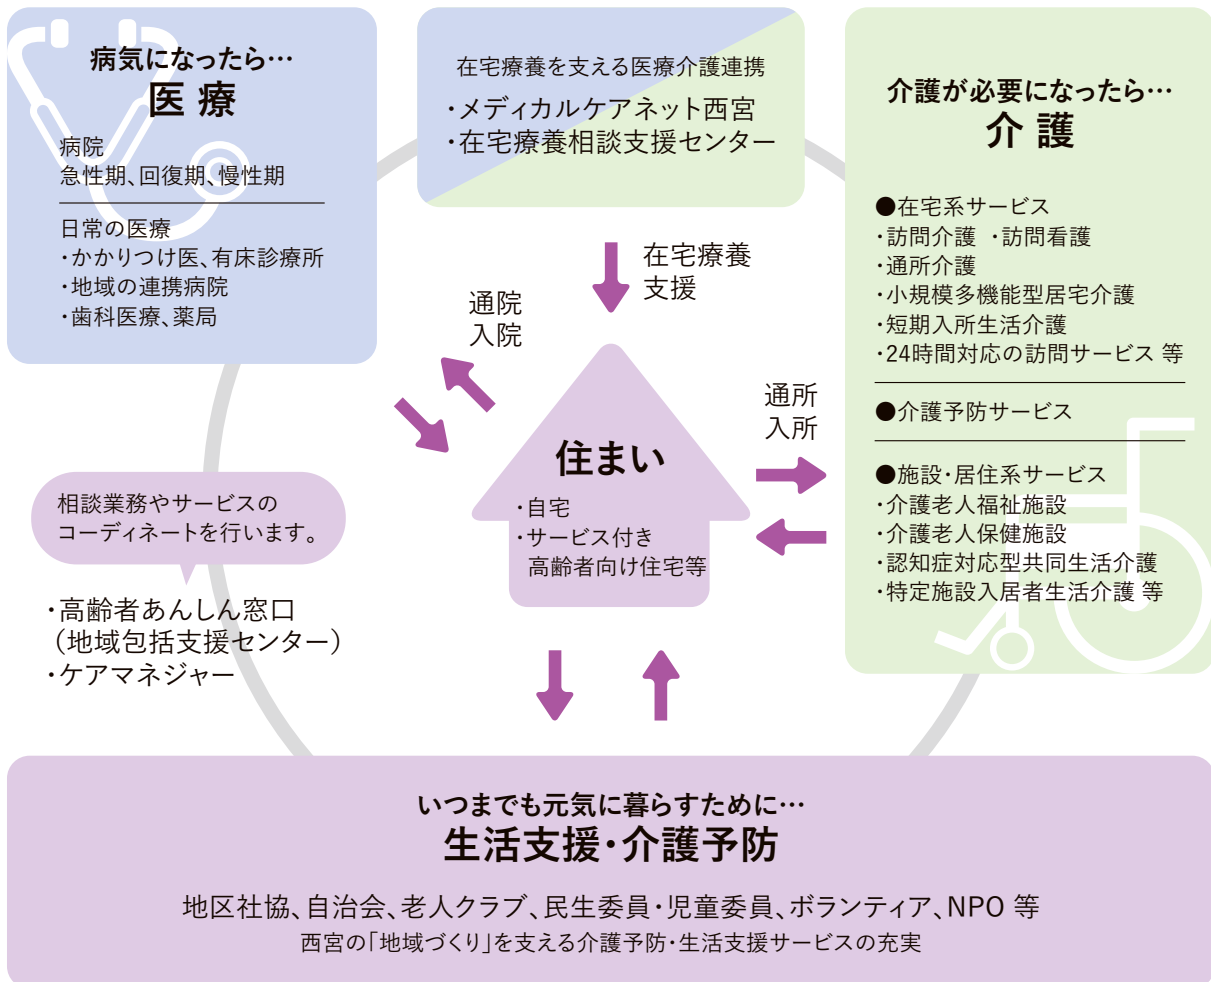 病気になったら…
医 療
病院
急性期、回復期、慢性期
日常の医療
・かかりつけ医、有床診療所
・地域の連携病院
・歯科医療、薬局
在宅療養を支える医療介護連携
・メディカルケアネット西宮
・在宅療養相談支援センター
介護が必要になったら…
介 護
●在宅系サービス
・訪問介護 ・訪問看護
・通所介護
・小規模多機能型居宅介護
・短期入所生活介護
・24時間対応の訪問サービス 等
●介護予防サービス
●施設・居住系サービス
・介護老人福祉施設
・介護老人保健施設
・認知症対応型共同生活介護
・特定施設入居者生活介護 等
在宅療養
支援
通院
入院
通所
入所
住まい
・自宅
・サービス付き
高齢者向け住宅等
相談業務やサービスの
コーディネートを行います。
・高齢者あんしん窓口
（地域包括支援センター）
・ケアマネジャー
いつまでも元気に暮らすために…
生活支援・介護予防
地区社協、自治会、老人クラブ、民生委員・児童委員、ボランティア、NPO 等
西宮の「地域づくり」を支える介護予防・生活支援サービスの充実